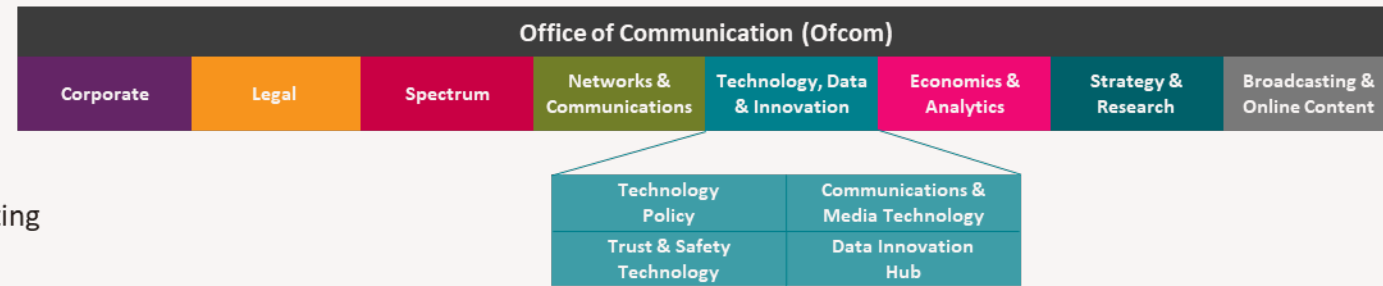 Office of Communication (Ofcom)
Corporate
Legal
Spectrum
Networks &
Communications
Technology, Data
& Innovation
Economics &
Analytics
Strategy &
Research
Broadcasting &
Online Content
Technology
Policy
Communications &
Media Technology
Trust & Safety
Technology
Data Innovation
Hub